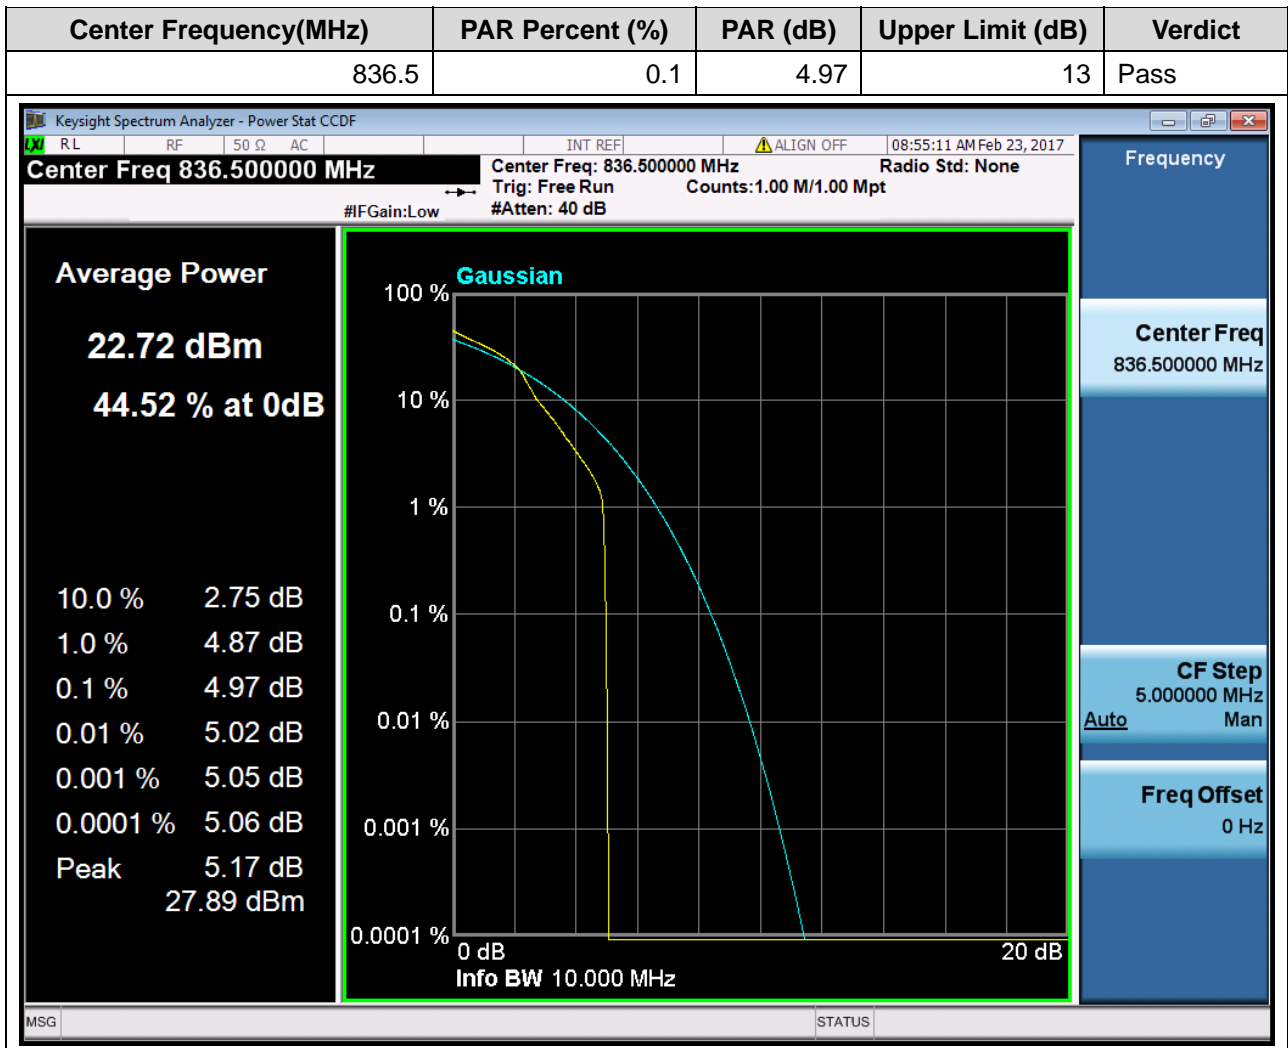 Center Frequency(MHz) PAR Percent (%) PAR (dB) Upper Limit (dB) Verdict
836.5 0.1 4.97 13 Pass
Keysight Spectrum Analyzer - Power Stat CCDF
LXI RL RF 50 Ω AC INT REF ALIGN OFF 08:55:11 AM Feb 23, 2017
Center Freq 836.500000 MHz
#IFGain:Low
Center Freq: 836.500000 MHz Radio Std: None
Trig: Free Run Counts:1.00 M/1.00 Mpt
#Atten: 40 dB
Average Power
22.72 dBm
44.52 % at 0dB
10.0 % 2.75 dB
1.0 % 4.87 dB
0.1 % 4.97 dB
0.01 % 5.02 dB
0.001 % 5.05 dB
0.0001 % 5.06 dB
Peak 5.17 dB
27.89 dBm
Gaussian
100 %
10 %
1 %
0.1 %
0.01 %
0.001 %
0.0001 %
0 dB 20 dB
Info BW 10.000 MHz
Frequency
Center Freq
836.500000 MHz
CF Step
5.000000 MHz
Auto Man
Freq Offset
0 Hz
MSG STATUS